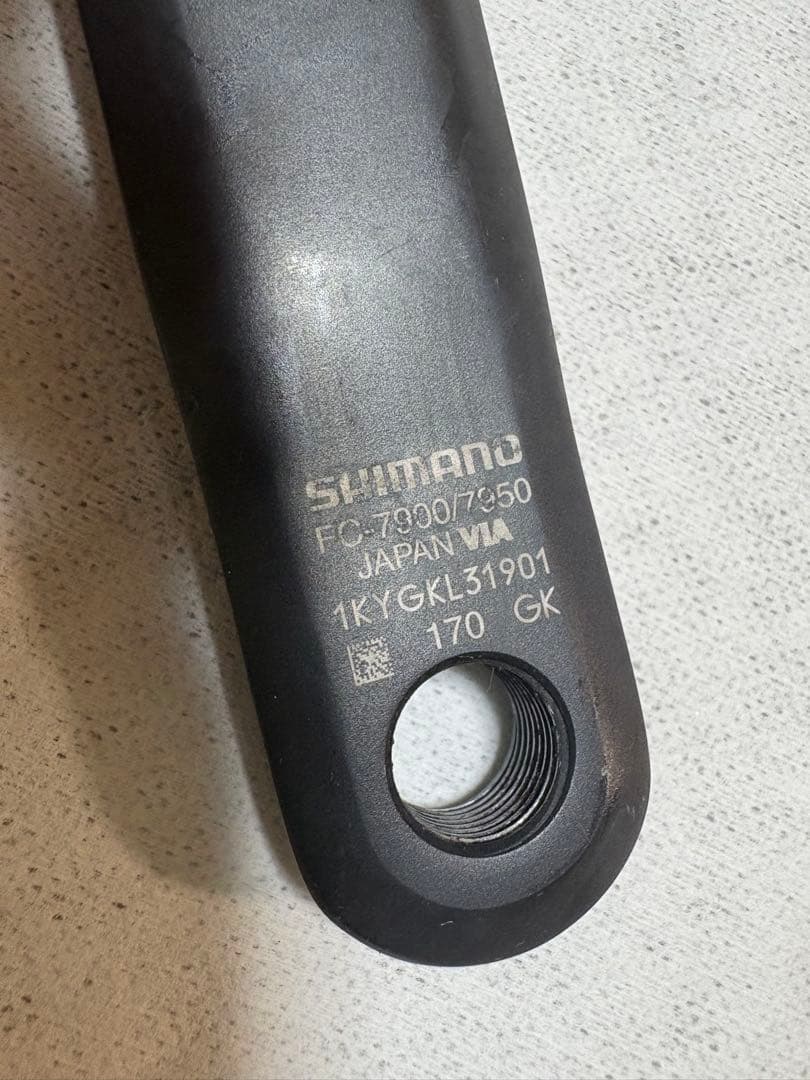 SHIMANO
FC-7900/7950
JAPAN VIA
1KYGKL31901
170 GK